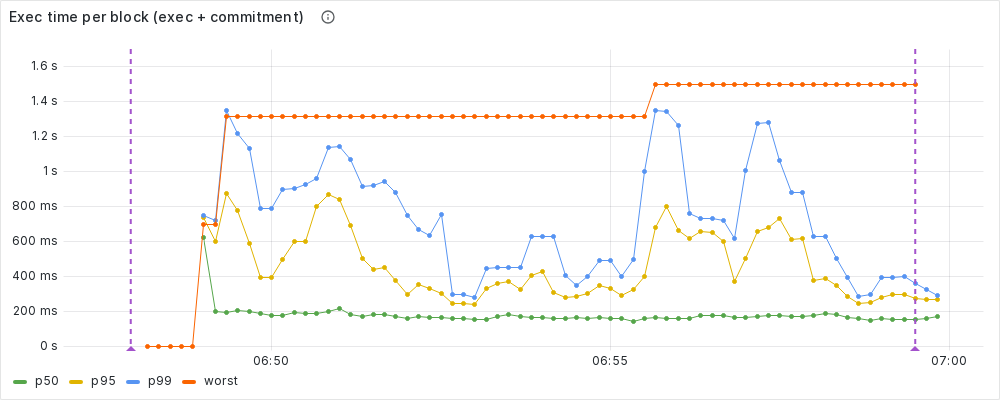 Exec time per block (exec + commitment)
1.6 s
1.4 s
1.2 s
1 s
800 ms
600 ms
400 ms
200 ms
0 s
06:50 06:55 07:00
p50 p95 p99 worst